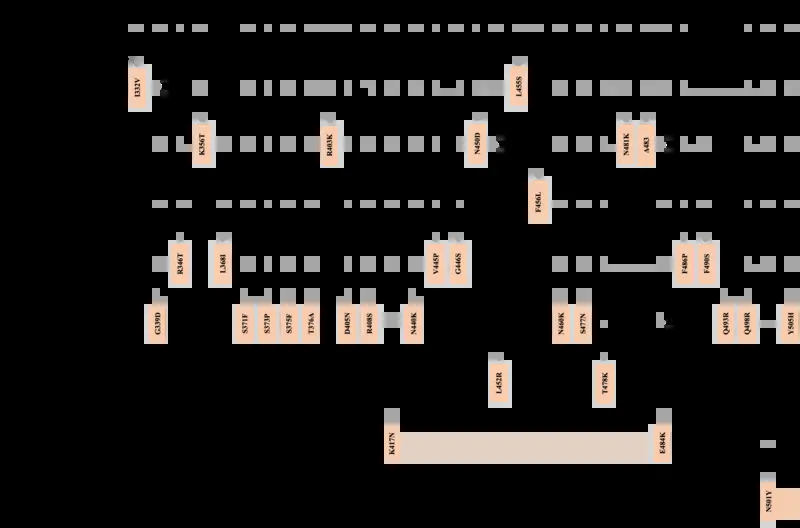 I332V
L455S
K356T
R403K
N450D
N481K
Δ483
F456L
R346T
L368I
V445P
G446S
F486P
F490S
G339D
S371F
S373P
S375F
T376A
D405N
R408S
N440K
N460K
S477N
Q493R
Q498R
Y505H
L452R
T478K
K417N
E484K
N501Y